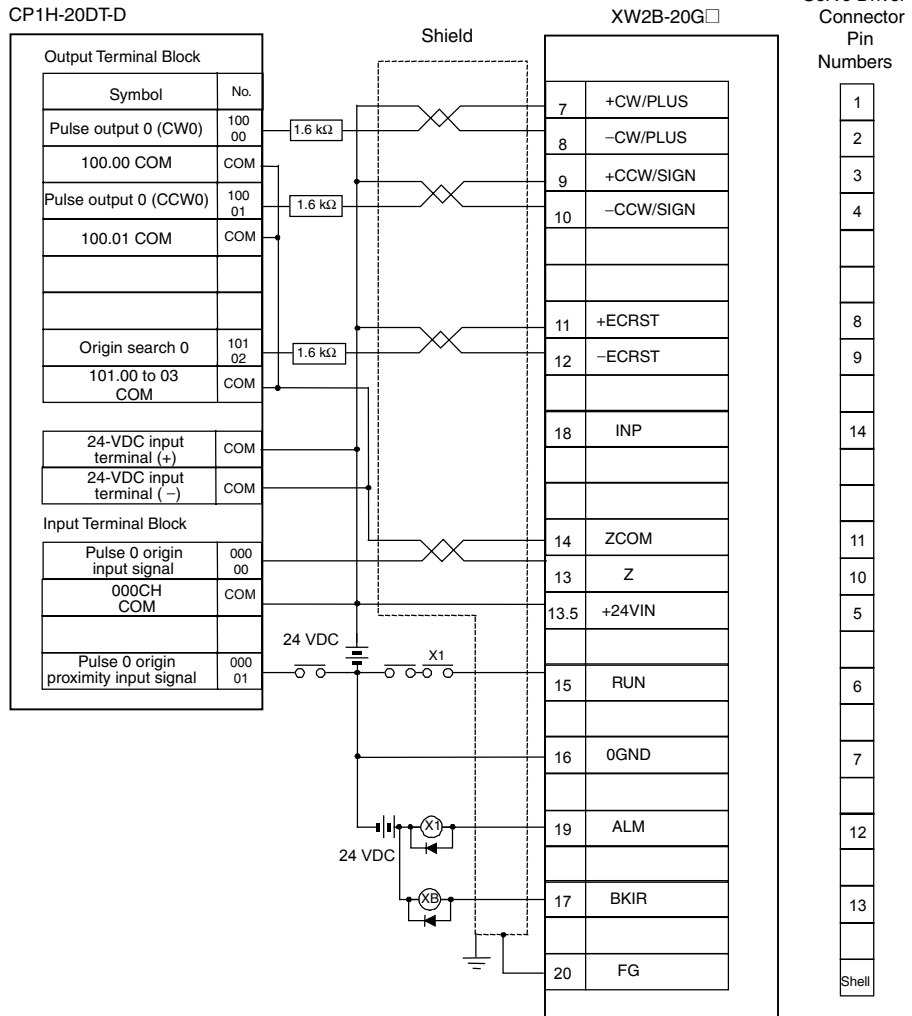 CP1H-20DT-D
XW2B-20G□
Connector
Pin
Numbers
Shield
Output Terminal Block
Symbol
No.
Pulse output 0 (CW0)
100
00
100.00 COM
COM
Pulse output 0 (CCW0)
100
01
100.01 COM
COM
Origin search 0
101
02
101.00 to 03
COM
COM
24-VDC input
terminal (+)
COM
24-VDC input
terminal ( −)
COM
Input Terminal Block
Pulse 0 origin
input signal
000
00
000CH
COM
COM
Pulse 0 origin
proximity input signal
000
01
1.6 kΩ
1.6 kΩ
1.6 kΩ
24 VDC
X1
24 VDC
X1
XB
7 +CW/PLUS
8 −CW/PLUS
9 +CCW/SIGN
10 −CCW/SIGN
11 +ECRST
12 −ECRST
18 INP
14 ZCOM
13 Z
13.5 +24VIN
15 RUN
16 0GND
19 ALM
17 BKIR
20 FG
1
2
3
4
8
9
14
11
10
5
6
7
12
13
Shell